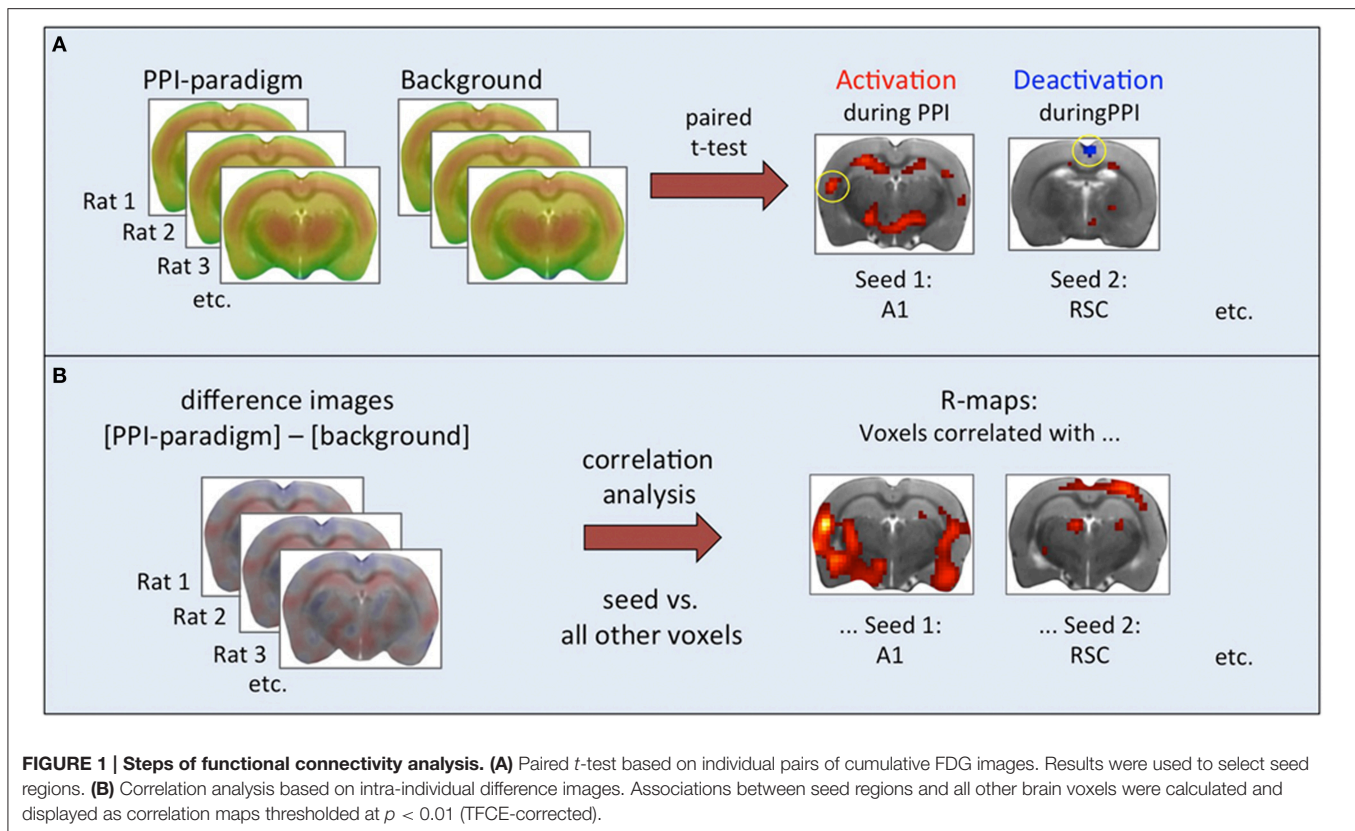 A
PPI-paradigm
Background
Rat 1
Rat 2
Rat 3
etc.
paired
t-test
Activation
during PPI
Deactivation
duringPPI
Seed 1:
A1
Seed 2:
RSC
etc.
B
difference images
[PPI-paradigm] – [background]
Rat 1
Rat 2
Rat 3
etc.
correlation
analysis
seed vs.
all other voxels
R-maps:
Voxels correlated with ...
... Seed 1:
A1
... Seed 2:
RSC
etc.
FIGURE 1 | Steps of functional connectivity analysis. (A) Paired t-test based on individual pairs of cumulative FDG images. Results were used to select seed
regions. (B) Correlation analysis based on intra-individual difference images. Associations between seed regions and all other brain voxels were calculated and
displayed as correlation maps thresholded at p < 0.01 (TFCE-corrected).